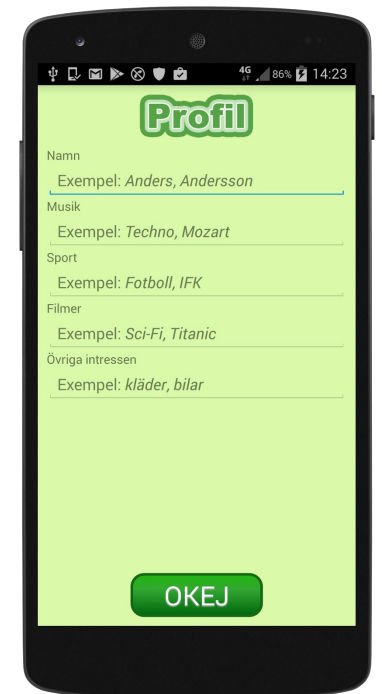 4G 86% 14:23
Profil
Namn
Exempel: Anders, Andersson
Musik
Exempel: Techno, Mozart
Sport
Exempel: Fotboll, IFK
Filmer
Exempel: Sci-Fi, Titanic
Övriga intressen
Exempel: kläder, bilar
OKEJ